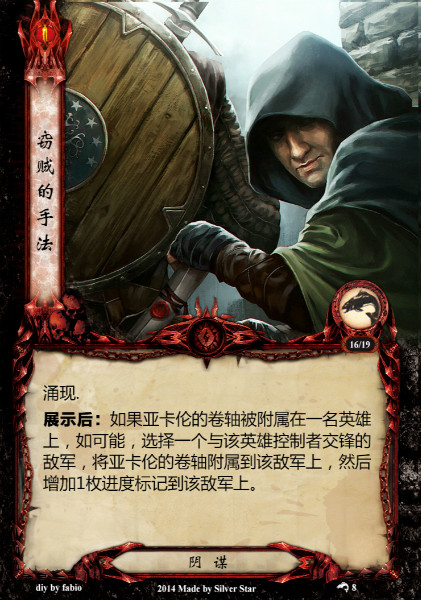 窃贼的手法
16/19
涌现.
展示后：如果亚卡伦的卷轴被附属在一名英雄
上，如可能，选择一个与该英雄控制者交锋的
敌军，将亚卡伦的卷轴附属到该敌军上，然后
增加1枚进度标记到该敌军上。
阴谋
diy by fabio
2014 Made by Silver Star
8